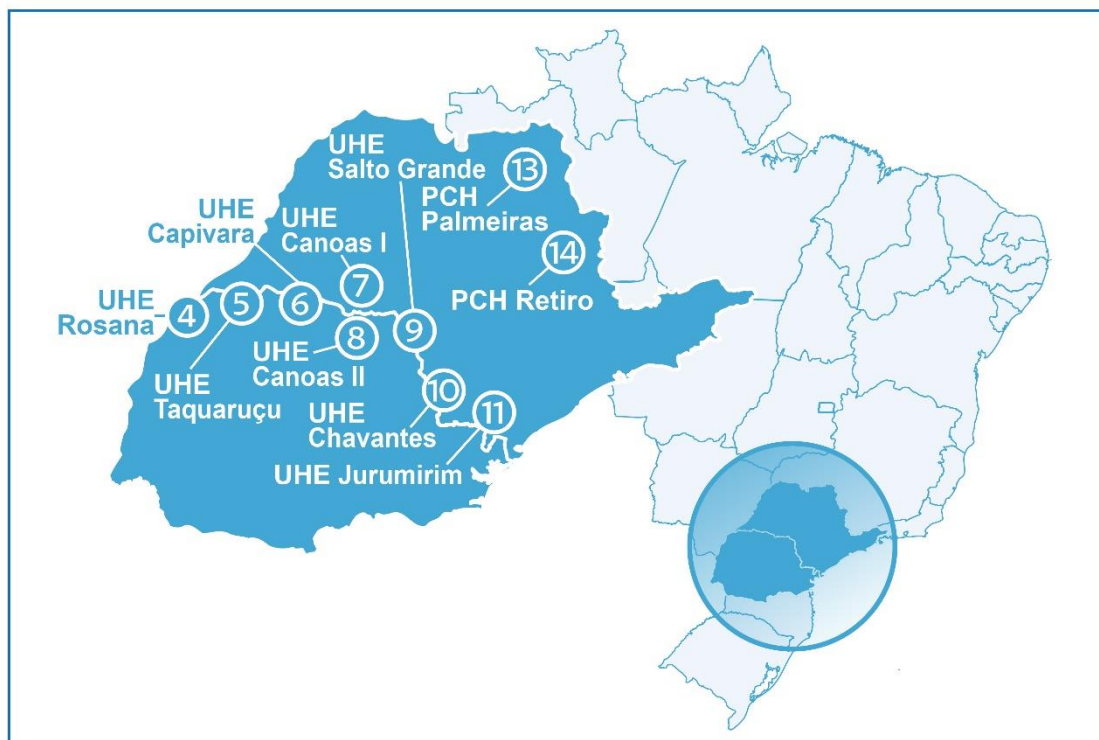 UHE
Salto Grande
13
PCH
Palmeiras
UHE
Capivara
UHE
Canoas I
14
PCH Retiro
7
UHE
Rosana
4
5
6
9
8
UHE
Canoas II
UHE
Taquaruçu
10
UHE
Chavantes
11
UHE Jurumirim